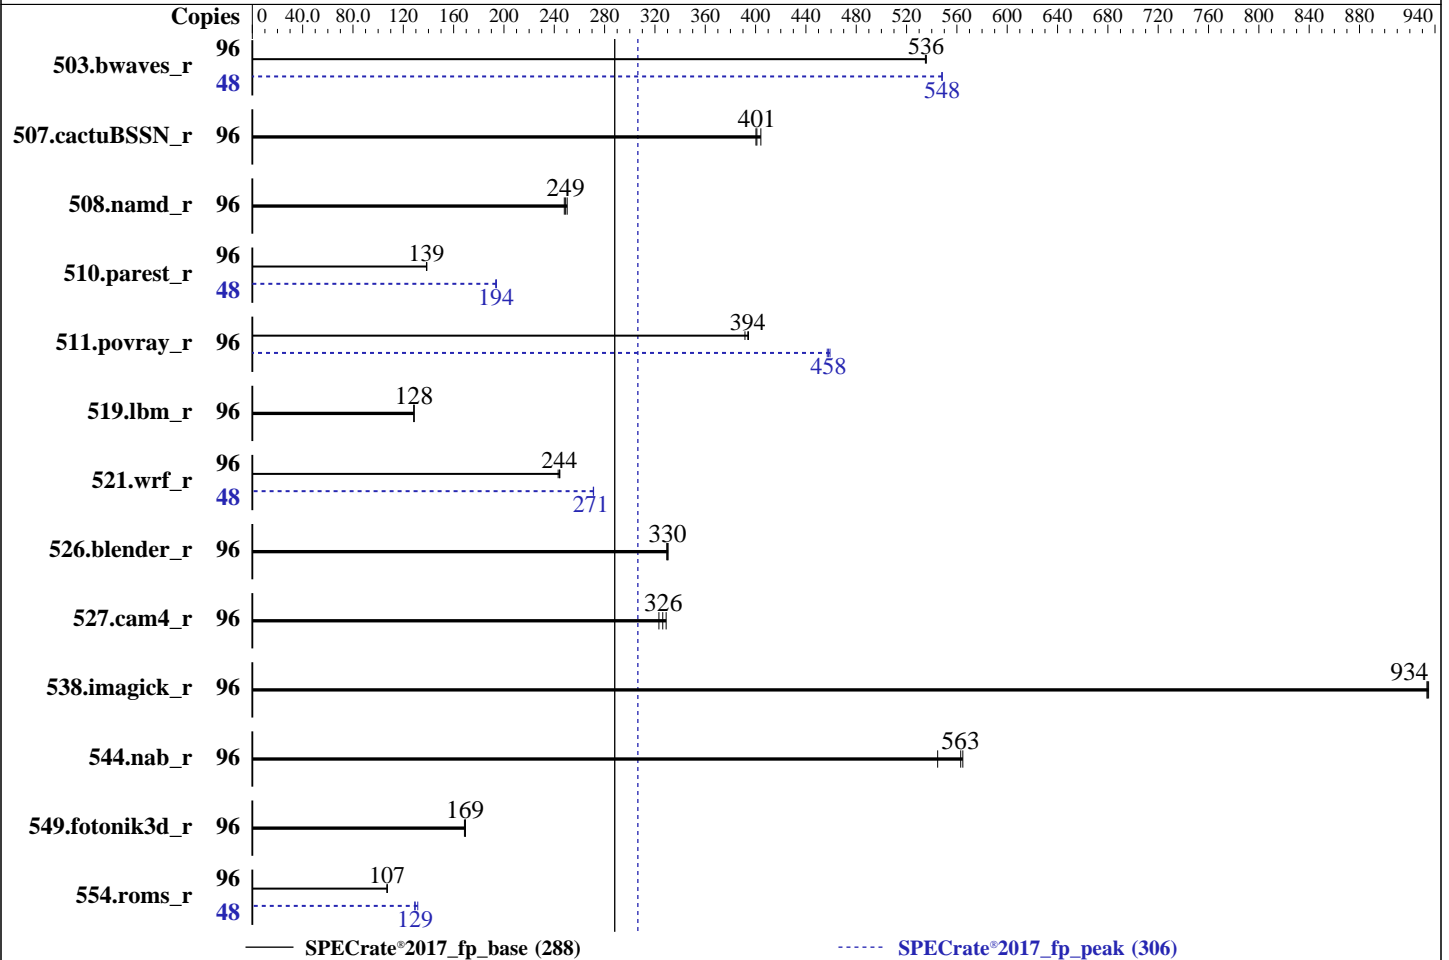 Copies 0 40.0 80.0 120 160 200 240 280 320 360 400 440 480 520 560 600 640 680 720 760 800 840 880 940
503.bwaves_r 96 536
48 548
507.cactuBSSN_r 96 401
508.namd_r 96 249
510.parest_r 96 139
48 194
511.povray_r 96 394
458
519.lbm_r 96 128
521.wrf_r 96 244
48 271
526.blender_r 96 330
527.cam4_r 96 326
538.imagick_r 96 934
544.nab_r 96 563
549.fotonik3d_r 96 169
554.roms_r 96 107
48 129
SPECrate®2017_fp_base (288) SPECrate®2017_fp_peak (306)